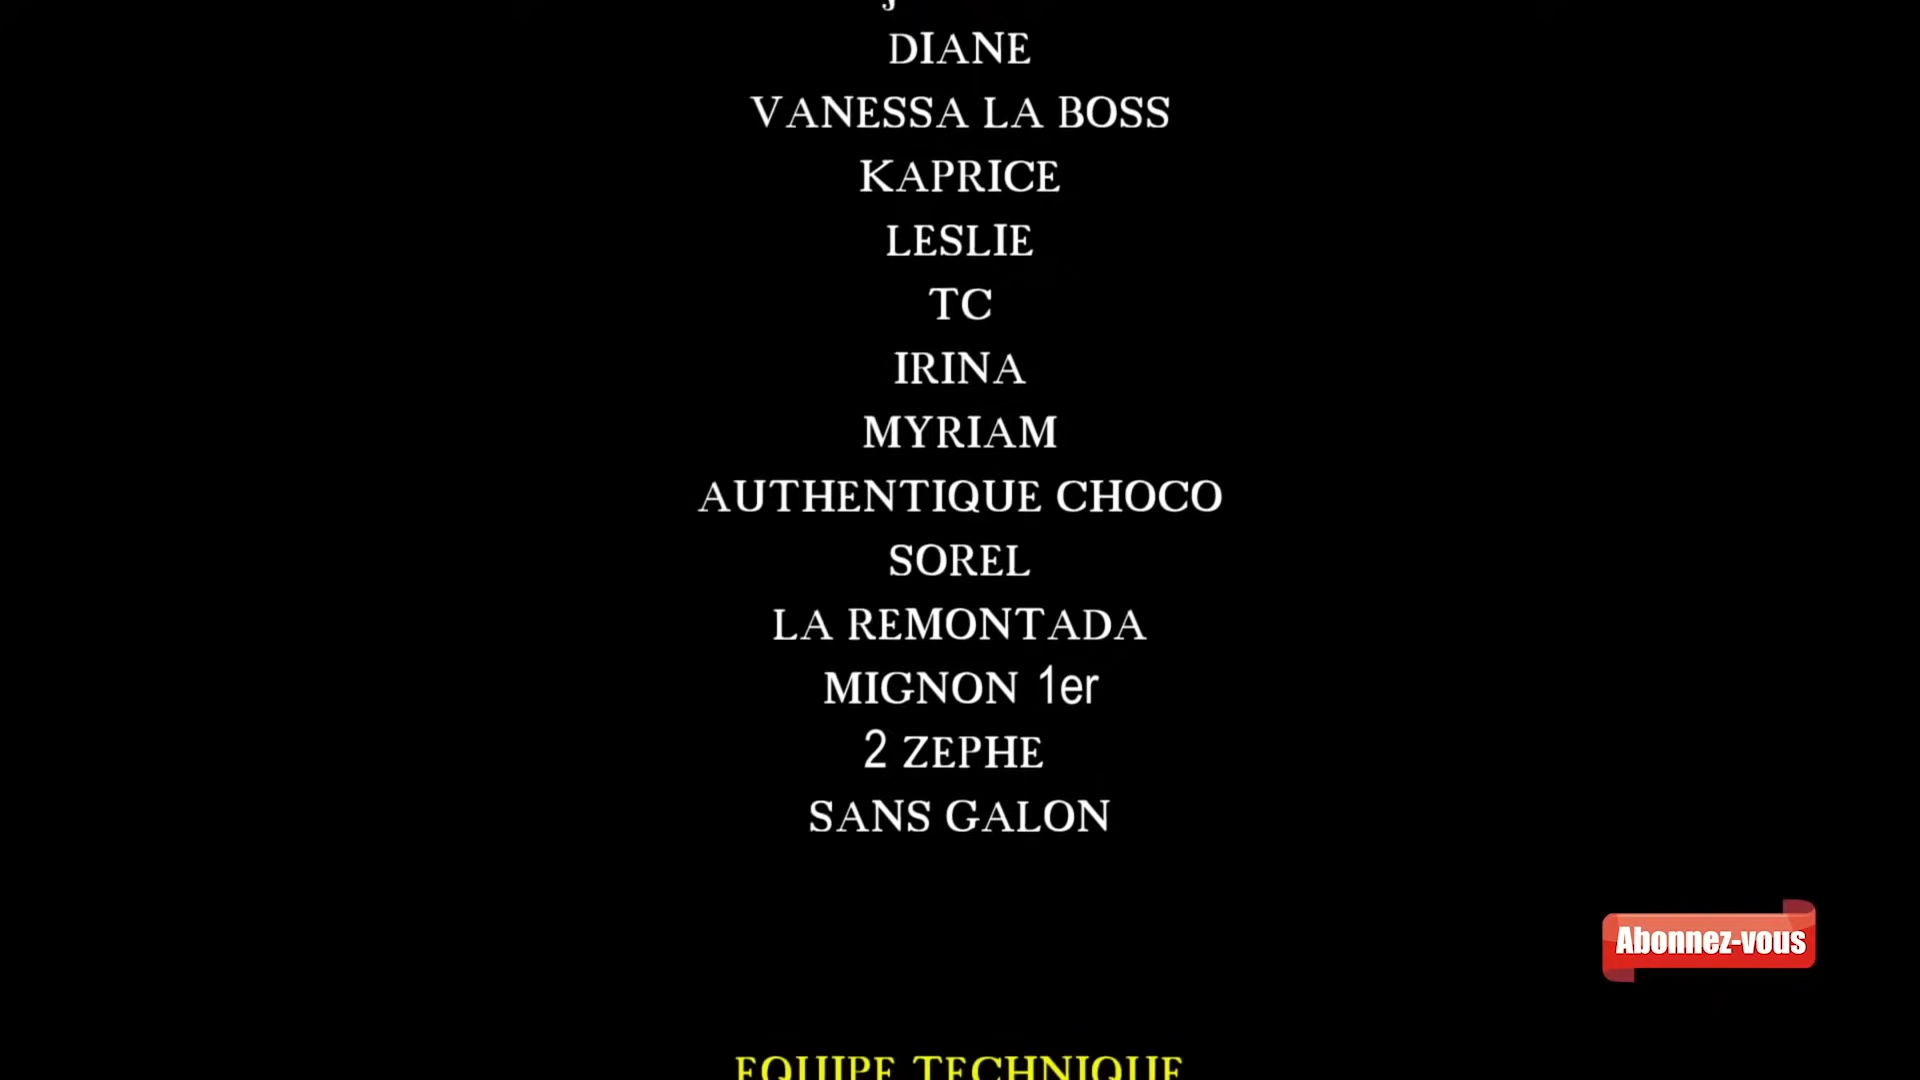 DIANE
VANESSA LA BOSS
KAPRICE
LESLIE
TC
IRINA
MYRIAM
AUTHENTIQUE CHOCO
SOREL
LA REMONTADA
MIGNON 1er
2 ZEPHE
SANS GALON
Abonnez-vous
EQUIPE TECHNIQUE